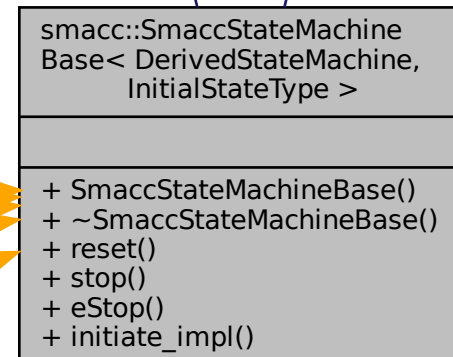 smacc::SmaccStateMachine
Base< DerivedStateMachine,
InitialStateType >
+ SmaccStateMachineBase()
+ ~SmaccStateMachineBase()
+ reset()
+ stop()
+ eStop()
+ initiate_impl()